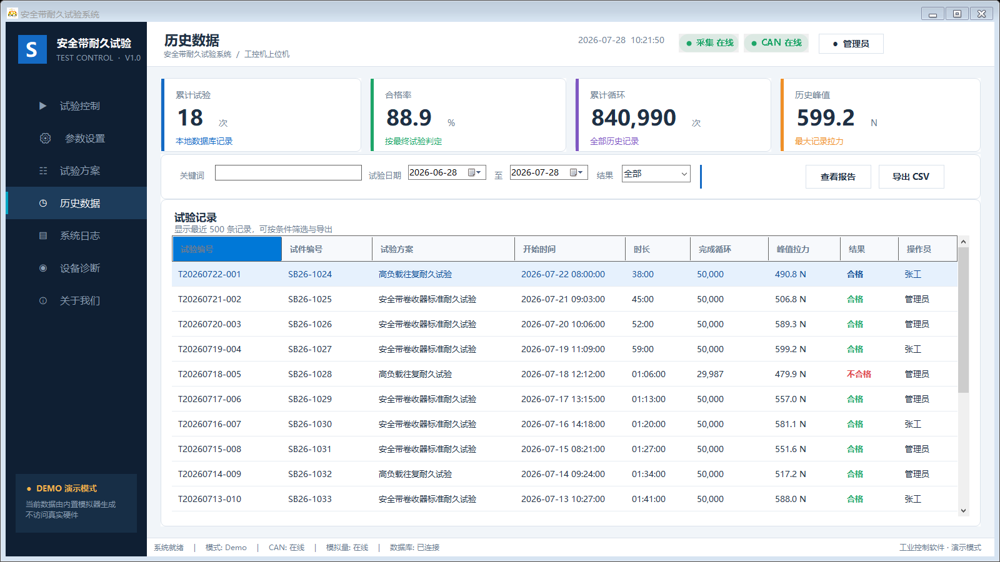 安全带耐久试验系统
S
安全带耐久试验
TEST CONTROL · V1.0
试验控制
参数设置
试验方案
历史数据
系统日志
设备诊断
关于我们
● DEMO 演示模式
当前数据由内置模拟器生成
不访问真实硬件
历史数据
安全带耐久试验系统 / 工控机上位机
2026-07-28 10:21:50
● 采集 在线
● CAN 在线
● 管理员
累计试验
18 次
本地数据库记录
合格率
88.9 %
按最终试验判定
累计循环
840,990 次
全部历史记录
历史峰值
599.2 N
最大记录拉力
关键词 试验日期 2026-06-28 至 2026-07-28 结果 全部 查看报告 导出 CSV
试验记录
显示最近 500 条记录，可按条件筛选与导出
试验编号 试件编号 试验方案 开始时间 时长 完成循环 峰值拉力 结果 操作员
T20260722-001 SB26-1024 高负载往复耐久试验 2026-07-22 08:00:00 38:00 50,000 490.8 N 合格 张工
T20260721-002 SB26-1025 安全带卷收器标准耐久试验 2026-07-21 09:03:00 45:00 50,000 506.8 N 合格 管理员
T20260720-003 SB26-1026 安全带卷收器标准耐久试验 2026-07-20 10:06:00 52:00 50,000 589.3 N 合格 管理员
T20260719-004 SB26-1027 安全带卷收器标准耐久试验 2026-07-19 11:09:00 59:00 50,000 599.2 N 合格 张工
T20260718-005 SB26-1028 高负载往复耐久试验 2026-07-18 12:12:00 01:06:00 29,987 479.9 N 不合格 管理员
T20260717-006 SB26-1029 安全带卷收器标准耐久试验 2026-07-17 13:15:00 01:13:00 50,000 557.0 N 合格 管理员
T20260716-007 SB26-1030 安全带卷收器标准耐久试验 2026-07-16 14:18:00 01:20:00 50,000 581.1 N 合格 张工
T20260715-008 SB26-1031 安全带卷收器标准耐久试验 2026-07-15 08:21:00 01:27:00 50,000 551.6 N 合格 管理员
T20260714-009 SB26-1032 高负载往复耐久试验 2026-07-14 09:24:00 01:34:00 50,000 517.2 N 合格 管理员
T20260713-010 SB26-1033 安全带卷收器标准耐久试验 2026-07-13 10:27:00 01:41:00 50,000 588.0 N 合格 张工
系统就绪 | 模式: Demo | CAN: 在线 | 模拟量: 在线 | 数据库: 已连接
工业控制软件 · 演示模式